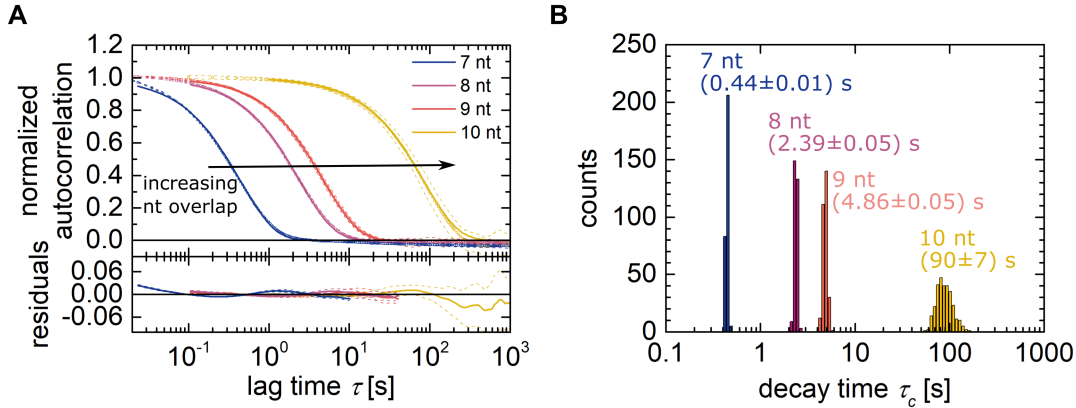 A
normalized
autocorrelation
1.2
1.0
0.8
0.6
0.4
0.2
0.0
7 nt
8 nt
9 nt
10 nt
increasing
nt overlap
residuals
0.06
0.00
-0.06
10⁻¹
10⁰
10¹
10²
10³
lag time τ [s]
B
counts
250
200
150
100
50
0
7 nt
(0.44±0.01) s
8 nt
(2.39±0.05) s
9 nt
(4.86±0.05) s
10 nt
(90±7) s
0.1
1
10
100
1000
decay time τc [s]